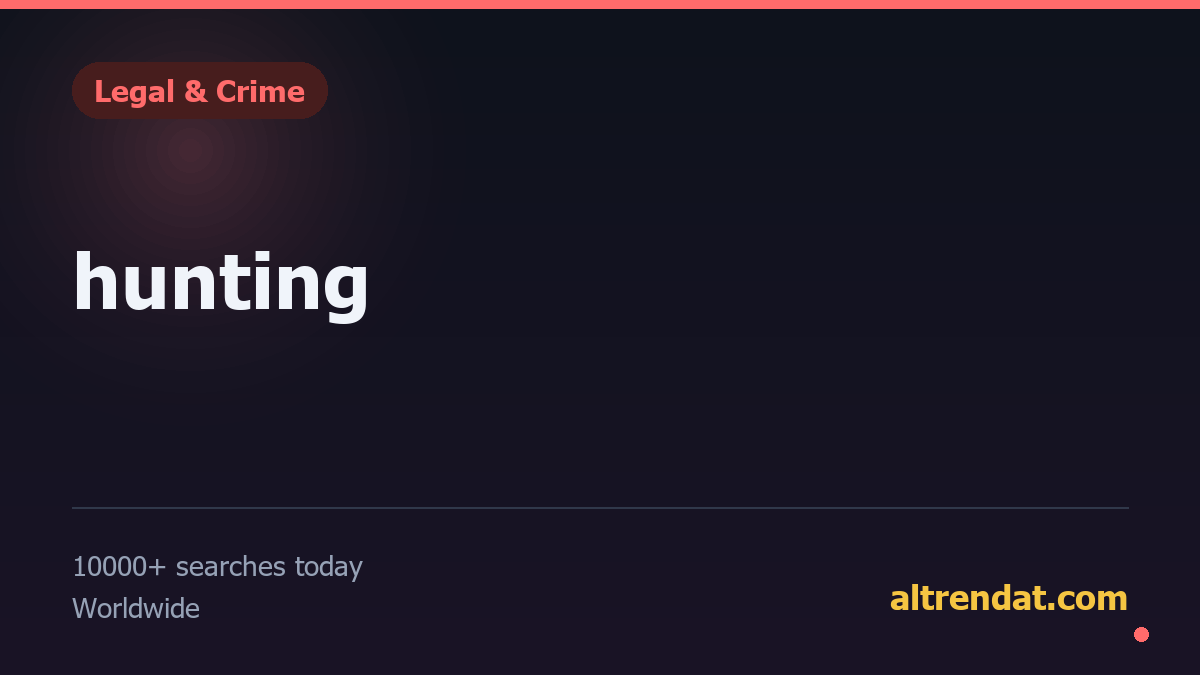 Legal & Crime
hunting
10000+ searches today
Worldwide
altrendat.com